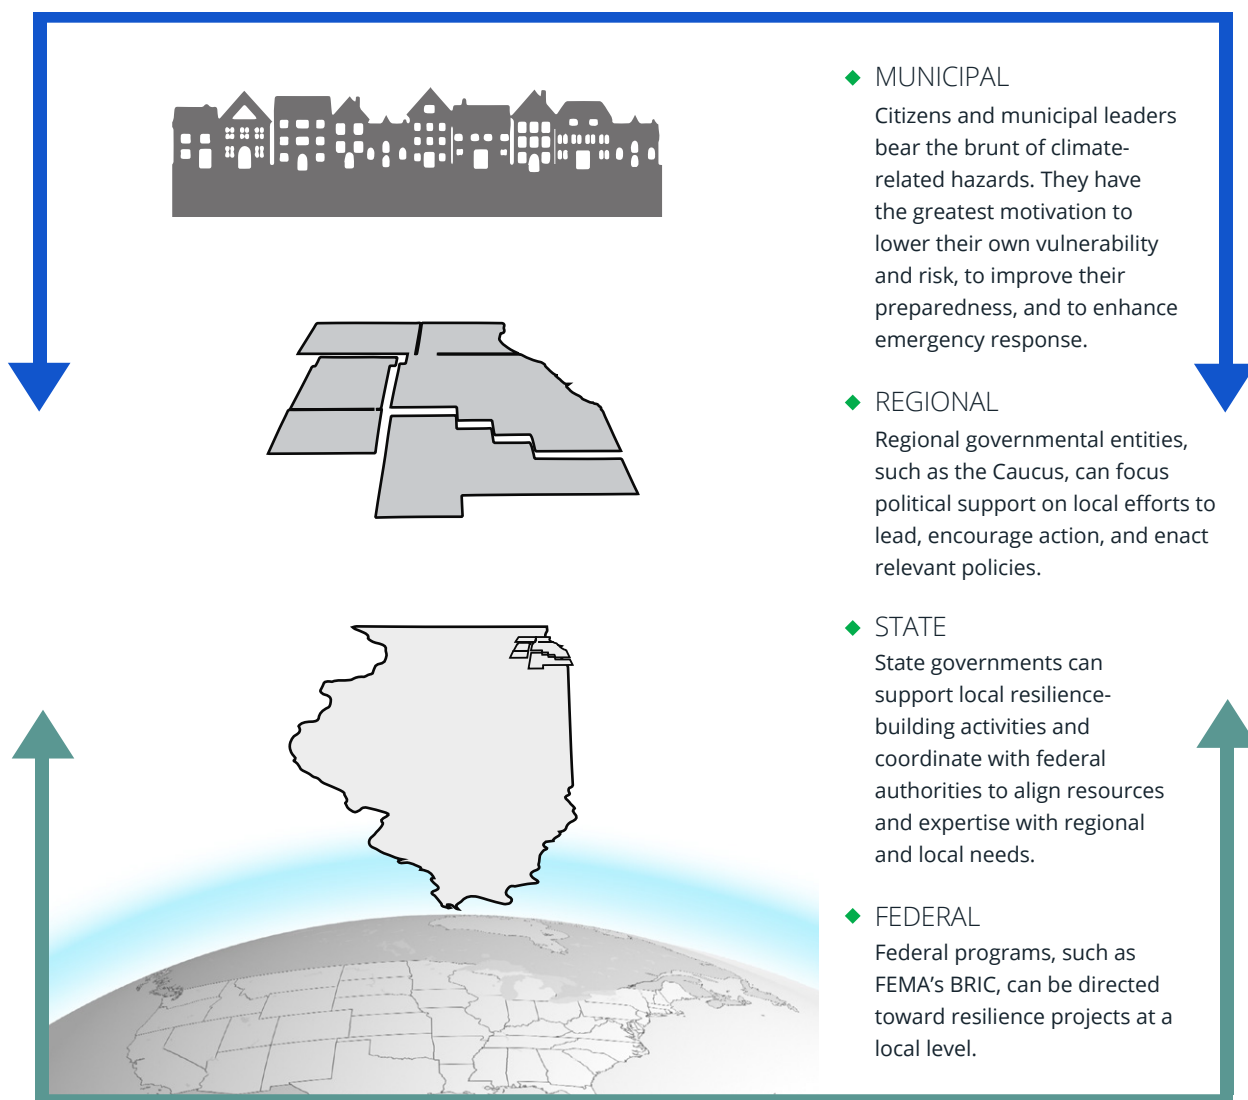 MUNICIPAL
Citizens and municipal leaders
bear the brunt of climate-
related hazards. They have
the greatest motivation to
lower their own vulnerability
and risk, to improve their
preparedness, and to enhance
emergency response.
REGIONAL
Regional governmental entities,
such as the Caucus, can focus
political support on local efforts to
lead, encourage action, and enact
relevant policies.
STATE
State governments can
support local resilience-
building activities and
coordinate with federal
authorities to align resources
and expertise with regional
and local needs.
FEDERAL
Federal programs, such as
FEMA’s BRIC, can be directed
toward resilience projects at a
local level.